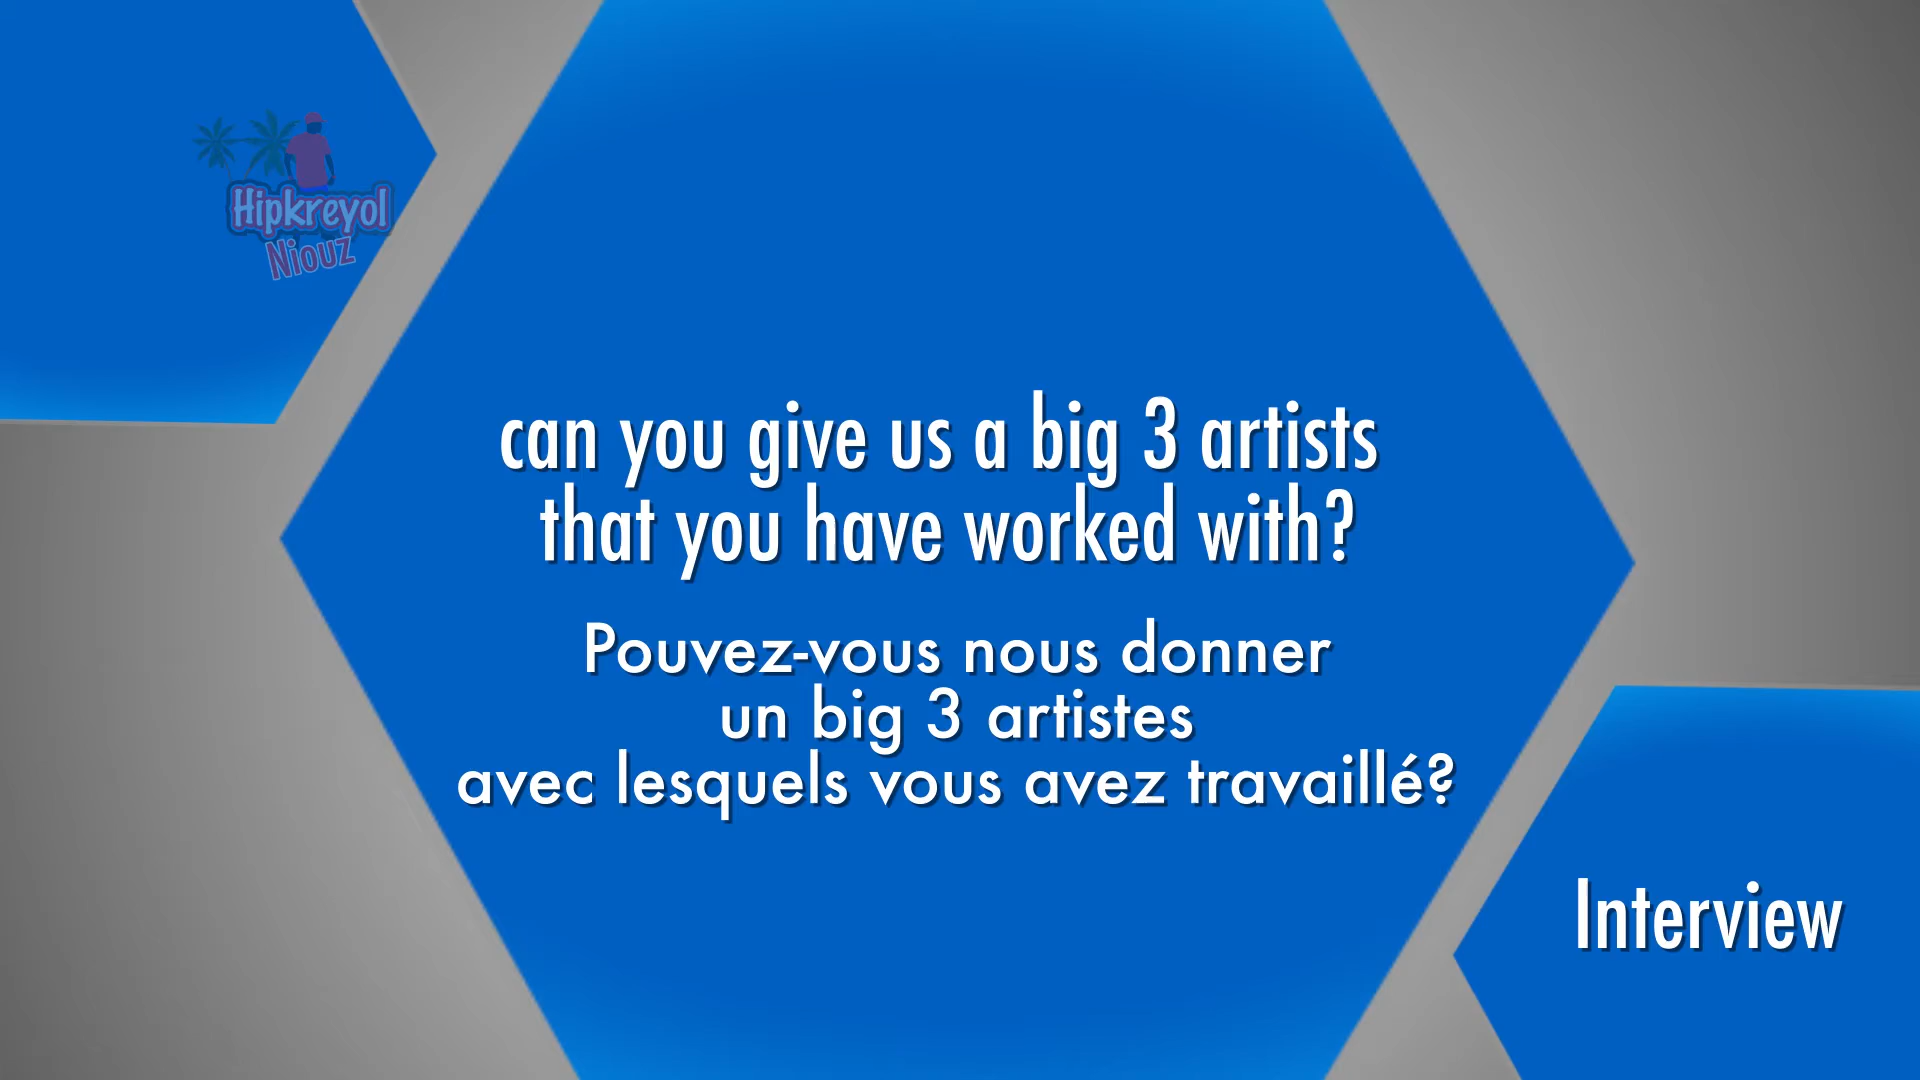 Hipkreyol
Niouz
can you give us a big 3 artists
that you have worked with?
Pouvez-vous nous donner
un big 3 artistes
avec lesquels vous avez travaillé?
Interview